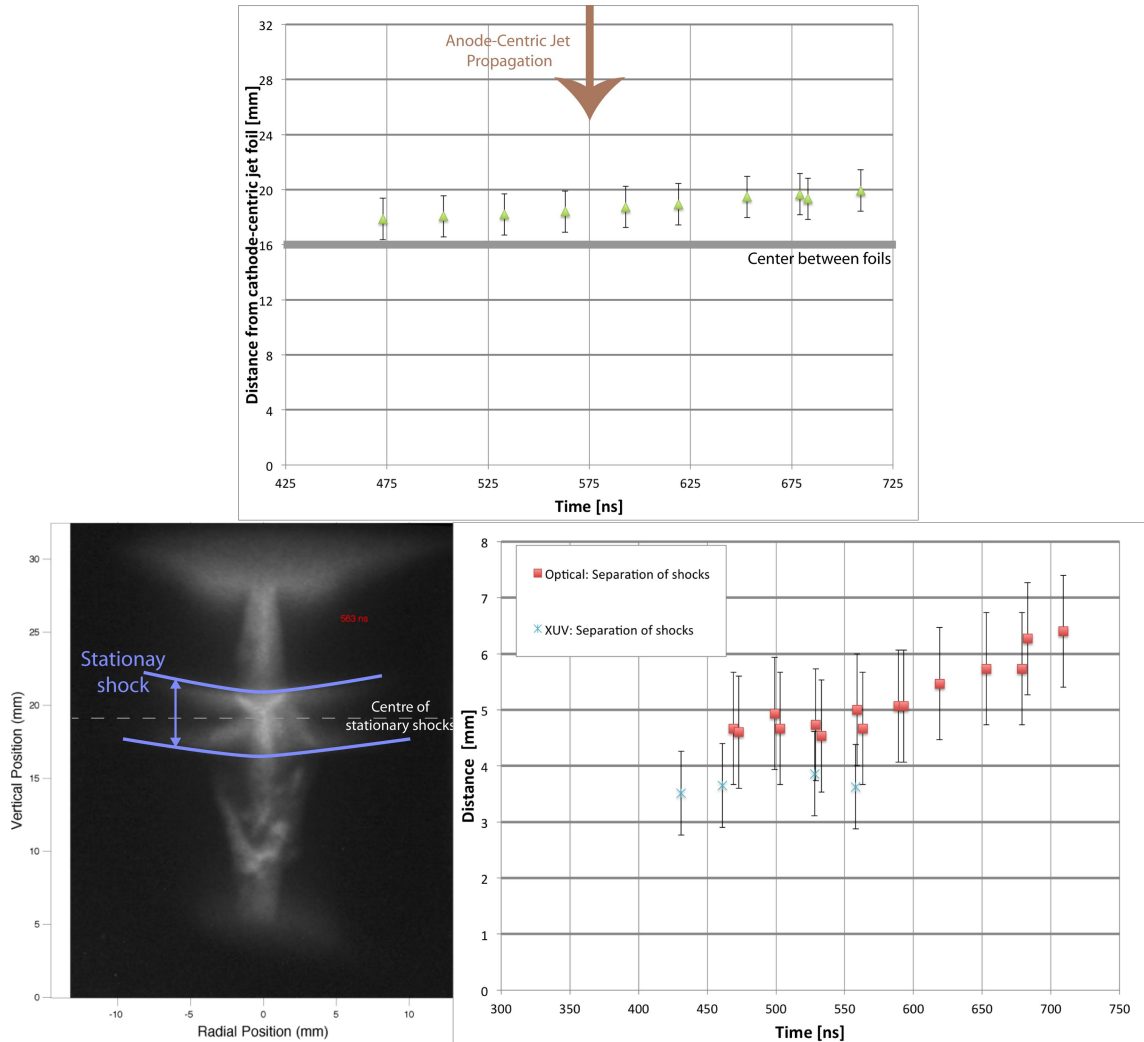 Distance from cathode-centric jet foil [mm]
32
28
24
20
16
12
8
4
0
Anode-Centric Jet
Propagation
Center between foils
425 475 525 575 625 675 725
Time [ns]
Vertical Position (mm)
30
25
20
15
10
5
0
563 ns
Stationay
shock
Centre of
stationary shocks
-10 -5 0 5 10
Radial Position (mm)
Distance [mm]
8
7
6
5
4
3
2
1
0
Optical: Separation of shocks
XUV: Separation of shocks
300 350 400 450 500 550 600 650 700 750
Time [ns]